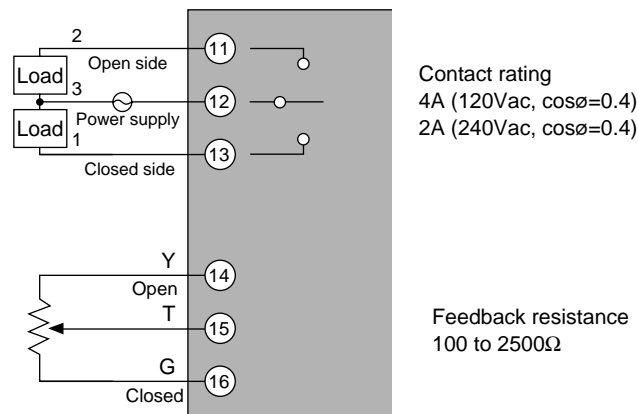 2
Open side
11
Load
3
12
Power supply
Load
1
13
Closed side
Contact rating
4A (120Vac, cosø=0.4)
2A (240Vac, cosø=0.4)
Y
14
Open
T
15
G
16
Closed
Feedback resistance
100 to 2500Ω